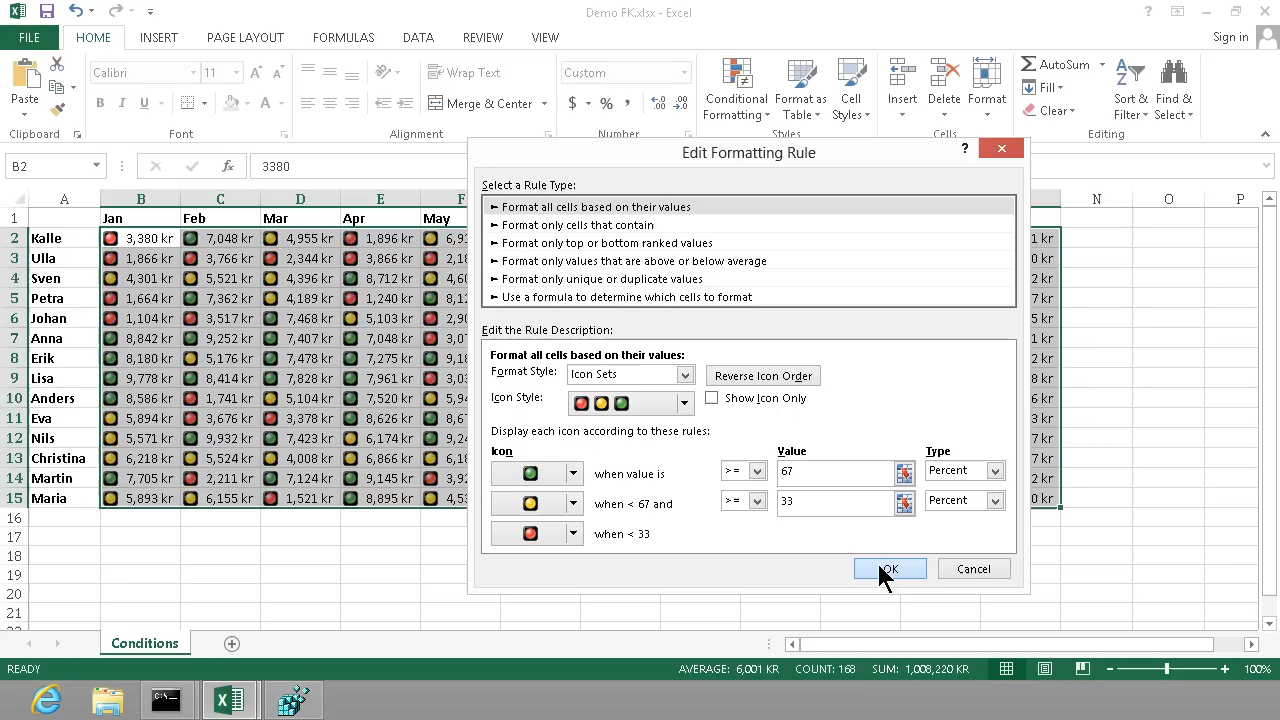 Demo FK.xlsx - Excel
FILE HOME INSERT PAGE LAYOUT FORMULAS DATA REVIEW VIEW Sign in
Paste Calibri 11 Wrap Text Merge & Center Custom
Conditional Formatting Format as Table Cell Styles Insert Delete Format
AutoSum Fill Clear Sort & Filter Find & Select
Clipboard Font Alignment Number Styles Cells Editing
B2 3380
A B C D E F N O P
1 Jan Feb Mar Apr May
2 Kalle 3,380 kr 7,048 kr 4,955 kr 1,896 kr
3 Ulla 1,866 kr 3,766 kr 2,344 kr 3,866 kr
4 Sven 4,301 kr 5,521 kr 4,396 kr 8,712 kr
5 Petra 1,664 kr 7,362 kr 4,189 kr 1,240 kr
6 Johan 1,104 kr 3,517 kr 7,468 kr 5,103 kr
7 Anna 8,842 kr 9,252 kr 7,407 kr 7,048 kr
8 Erik 8,180 kr 5,176 kr 7,478 kr 7,275 kr
9 Lisa 9,778 kr 8,414 kr 7,828 kr 7,961 kr
10 Anders 8,586 kr 1,741 kr 5,104 kr 7,520 kr
11 Eva 5,894 kr 3,676 kr 3,378 kr 8,626 kr
12 Nils 5,571 kr 9,932 kr 7,423 kr 6,174 kr
13 Christina 6,218 kr 5,524 kr 4,008 kr 6,866 kr
14 Martin 7,705 kr 2,211 kr 7,124 kr 9,145 kr
15 Maria 5,893 kr 6,155 kr 1,521 kr 8,895 kr
16
17
18
19
20
21
Edit Formatting Rule
Select a Rule Type:
► Format all cells based on their values
► Format only cells that contain
► Format only top or bottom ranked values
► Format only values that are above or below average
► Format only unique or duplicate values
► Use a formula to determine which cells to format
Edit the Rule Description:
Format all cells based on their values:
Format Style: Icon Sets Reverse Icon Order
Icon Style: Show Icon Only
Display each icon according to these rules:
Icon Value Type
when value is >= 67 Percent
when < 67 and >= 33 Percent
when < 33
OK Cancel
Conditions
READY AVERAGE: 6,001 KR COUNT: 168 SUM: 1,008,220 KR 100%